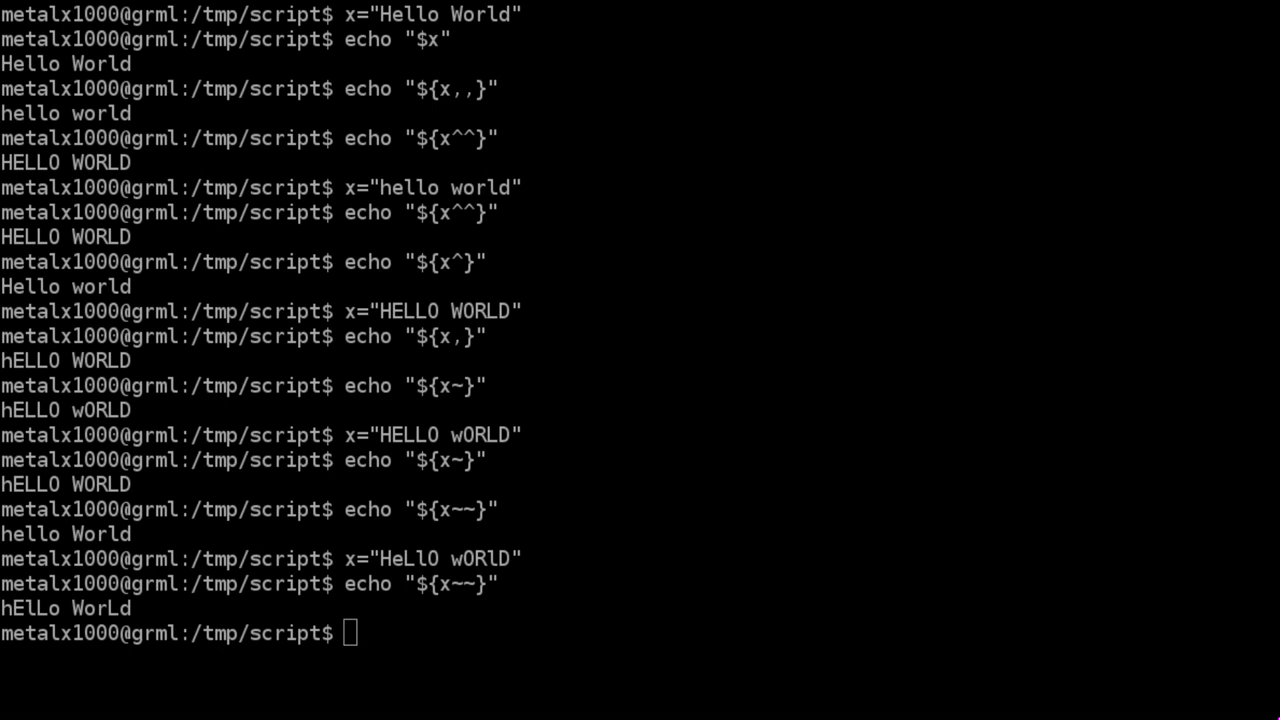 metalx1000@grml:/tmp/script$ x="Hello World"
metalx1000@grml:/tmp/script$ echo "$x"
Hello World
metalx1000@grml:/tmp/script$ echo "${x,,}"
hello world
metalx1000@grml:/tmp/script$ echo "${x^^}"
HELLO WORLD
metalx1000@grml:/tmp/script$ x="hello world"
metalx1000@grml:/tmp/script$ echo "${x^^}"
HELLO WORLD
metalx1000@grml:/tmp/script$ echo "${x^}"
Hello world
metalx1000@grml:/tmp/script$ x="HELLO WORLD"
metalx1000@grml:/tmp/script$ echo "${x,}"
hELLO WORLD
metalx1000@grml:/tmp/script$ echo "${x~}"
hELLO wORLD
metalx1000@grml:/tmp/script$ x="HELLO wORLD"
metalx1000@grml:/tmp/script$ echo "${x~}"
hELLO WORLD
metalx1000@grml:/tmp/script$ echo "${x~~}"
hello World
metalx1000@grml:/tmp/script$ x="HeLlO wORlD"
metalx1000@grml:/tmp/script$ echo "${x~~}"
hElLo WorLd
metalx1000@grml:/tmp/script$